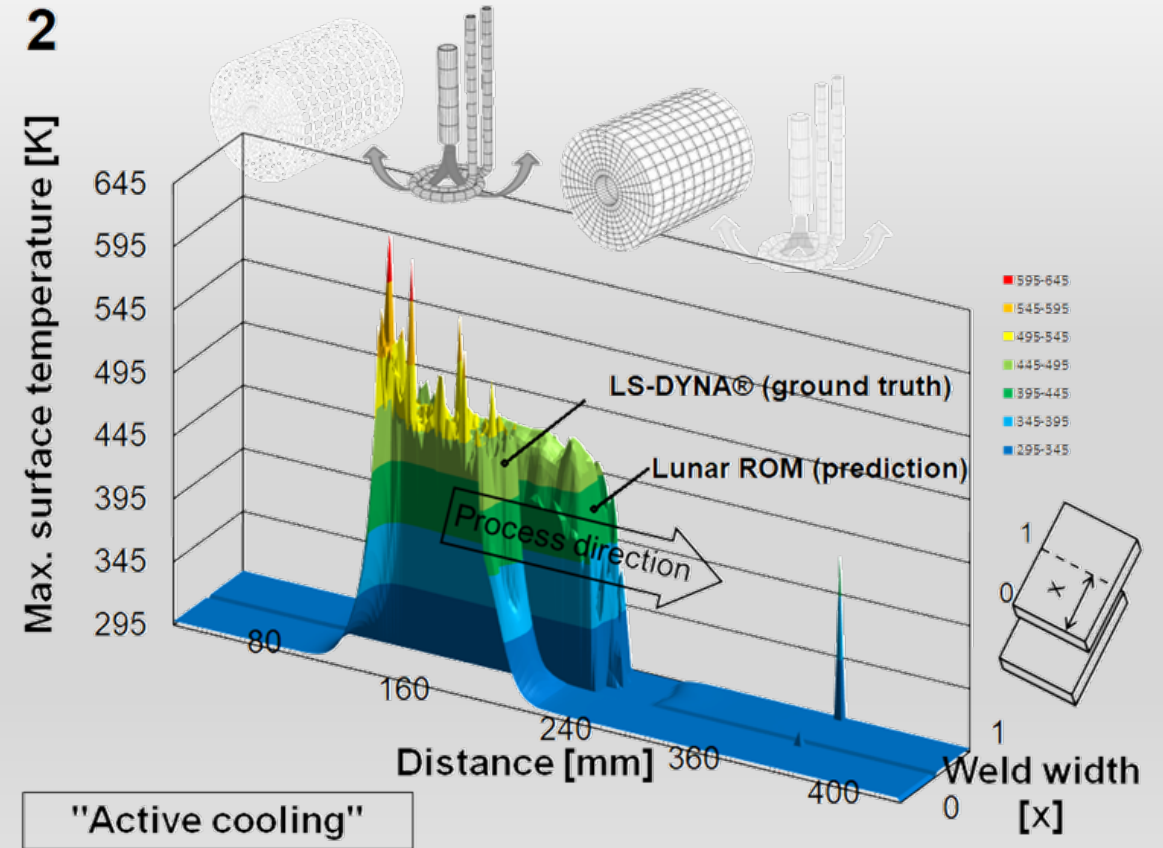 2
Max. surface temperature [K]
645
595
545
495
445
395
345
295
595-645
545-595
495-545
445-495
395-445
345-395
295-345
LS-DYNA® (ground truth)
Lunar ROM (prediction)
Process direction
1
0
x
80
160
240
360
400
Distance [mm]
1
0
Weld width
[x]
"Active cooling"